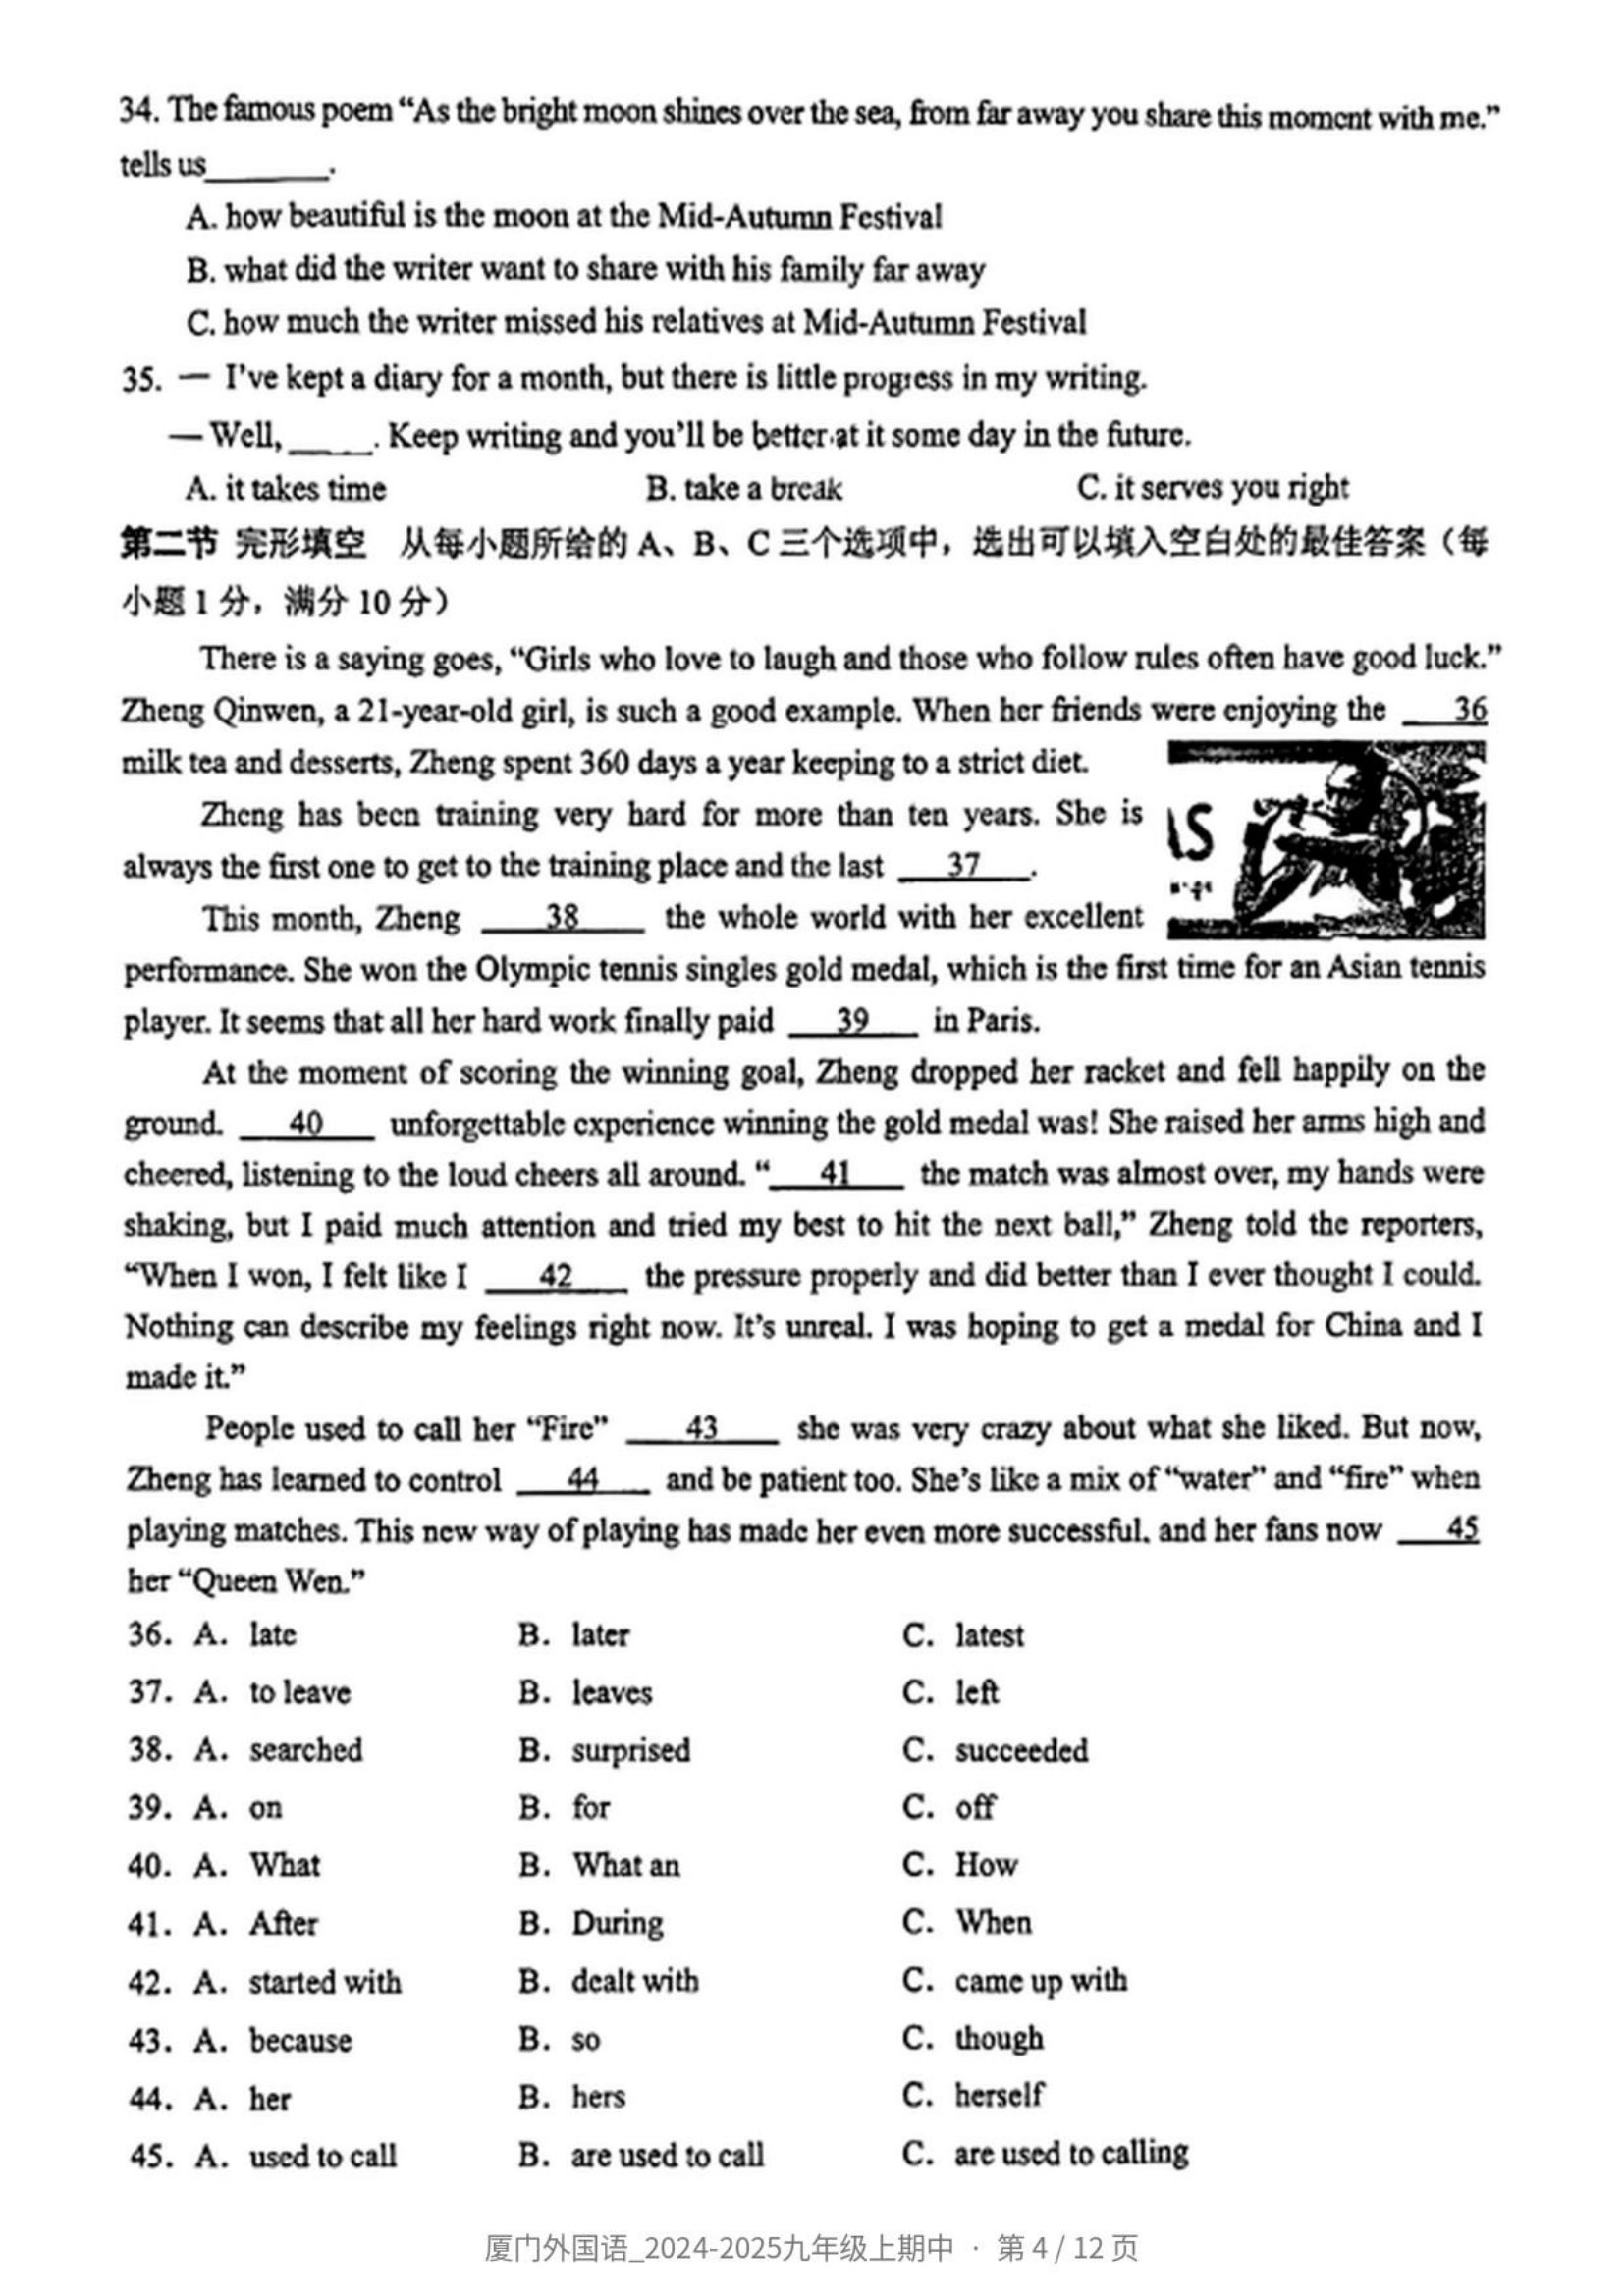 34. The famous poem “As the bright moon shines over the sea, from far away you share this moment with me.”
tells us________.
A. how beautiful is the moon at the Mid-Autumn Festival
B. what did the writer want to share with his family far away
C. how much the writer missed his relatives at Mid-Autumn Festival
35. — I’ve kept a diary for a month, but there is little progress in my writing.
— Well,_____. Keep writing and you’ll be better at it some day in the future.
A. it takes time B. take a break C. it serves you right
第二节 完形填空 从每小题所给的 A、B、C 三个选项中，选出可以填入空白处的最佳答案（每
小题 1 分，满分 10 分）
There is a saying goes, “Girls who love to laugh and those who follow rules often have good luck.”
Zheng Qinwen, a 21-year-old girl, is such a good example. When her friends were enjoying the __36
milk tea and desserts, Zheng spent 360 days a year keeping to a strict diet.
Zheng has been training very hard for more than ten years. She is
always the first one to get to the training place and the last __37__.
This month, Zheng __38__ the whole world with her excellent
performance. She won the Olympic tennis singles gold medal, which is the first time for an Asian tennis
player. It seems that all her hard work finally paid __39__ in Paris.
At the moment of scoring the winning goal, Zheng dropped her racket and fell happily on the
ground. __40__ unforgettable experience winning the gold medal was! She raised her arms high and
cheered, listening to the loud cheers all around. “__41__ the match was almost over, my hands were
shaking, but I paid much attention and tried my best to hit the next ball,” Zheng told the reporters,
“When I won, I felt like I __42__ the pressure properly and did better than I ever thought I could.
Nothing can describe my feelings right now. It’s unreal. I was hoping to get a medal for China and I
made it.”
People used to call her “Fire” __43__ she was very crazy about what she liked. But now,
Zheng has learned to control __44__ and be patient too. She’s like a mix of “water” and “fire” when
playing matches. This new way of playing has made her even more successful, and her fans now __45
her “Queen Wen.”
36. A. late B. later C. latest
37. A. to leave B. leaves C. left
38. A. searched B. surprised C. succeeded
39. A. on B. for C. off
40. A. What B. What an C. How
41. A. After B. During C. When
42. A. started with B. dealt with C. came up with
43. A. because B. so C. though
44. A. her B. hers C. herself
45. A. used to call B. are used to call C. are used to calling
厦门外国语_2024-2025九年级上期中 · 第 4 / 12 页